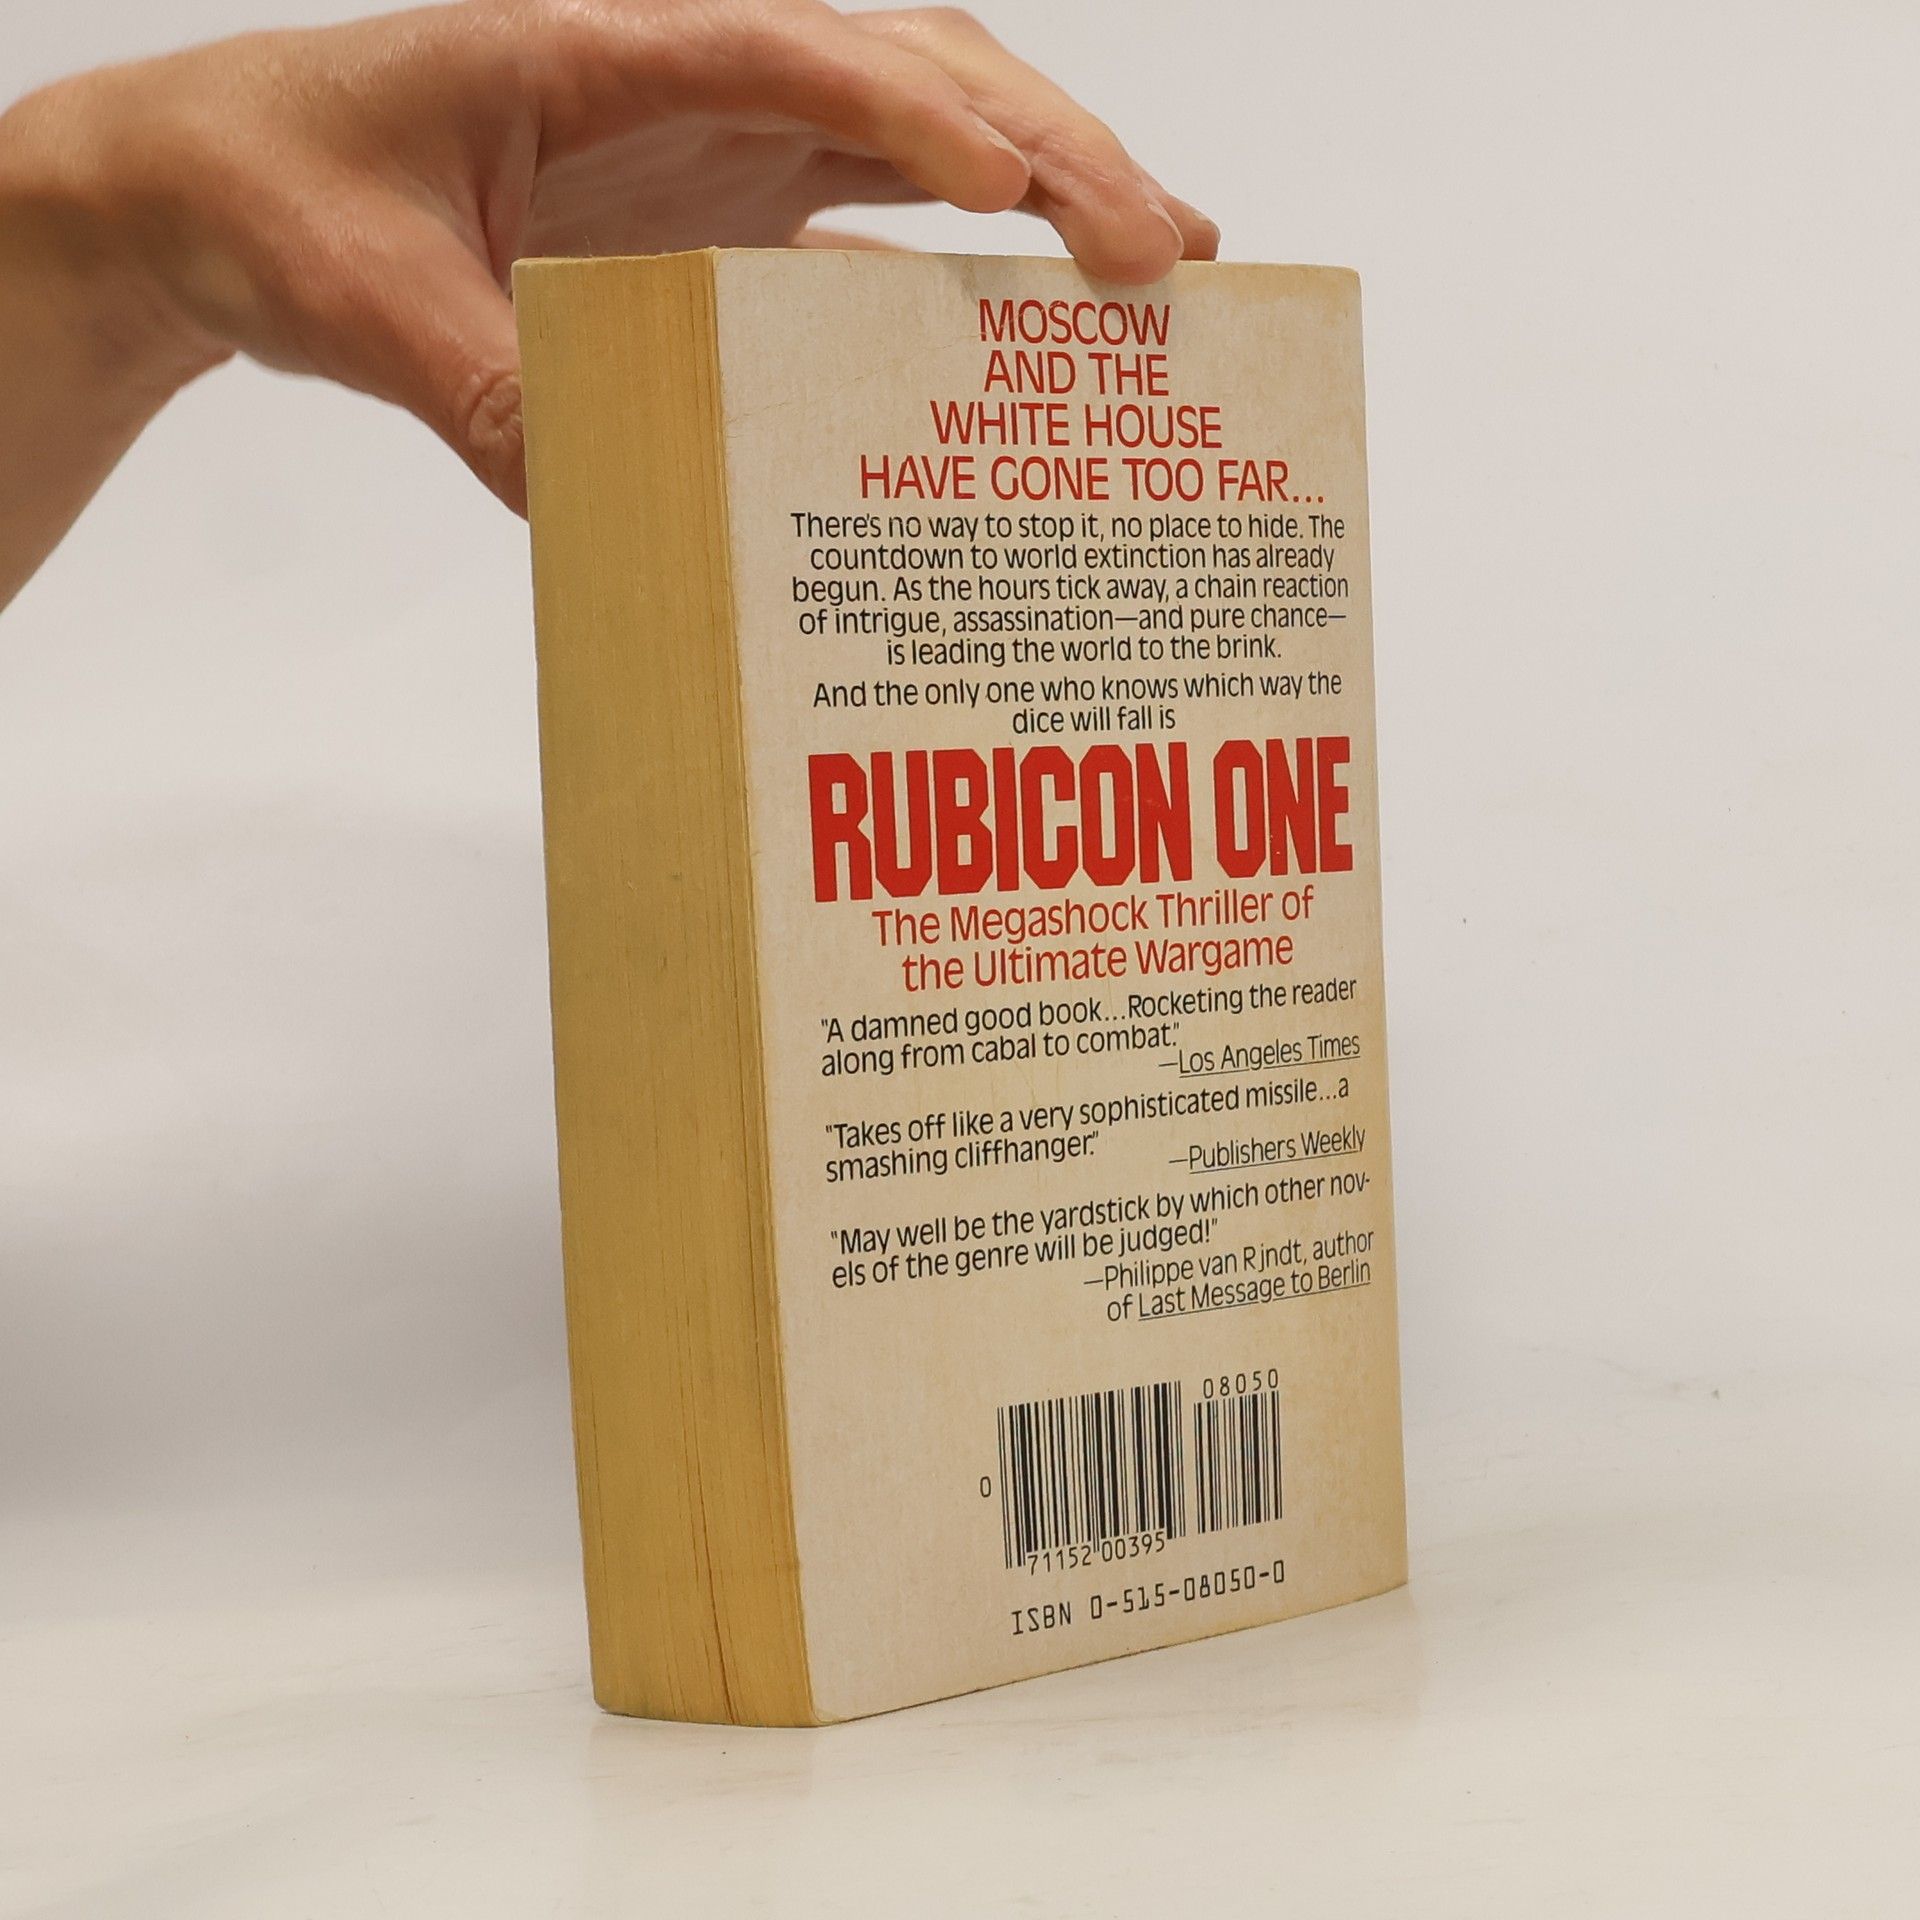 MOSCOW
AND THE
WHITE HOUSE
HAVE GONE TOO FAR...
There's no way to stop it, no place to hide. The
countdown to world extinction has already
begun. As the hours tick away, a chain reaction
of intrigue, assassination—and pure chance—
is leading the world to the brink.
And the only one who knows which way the
dice will fall is
RUBICON ONE
The Megashock Thriller of
the Ultimate Wargame
"A damned good book...Rocketing the reader
along from cabal to combat."
—Los Angeles Times
"Takes off like a very sophisticated missile...a
smashing cliffhanger."
—Publishers Weekly
"May well be the yardstick by which other nov-
els of the genre will be judged!"
—Philippe van Rjndt, author
of Last Message to Berlin
08050
0
71152 00395
ISBN 0-515-08050-0